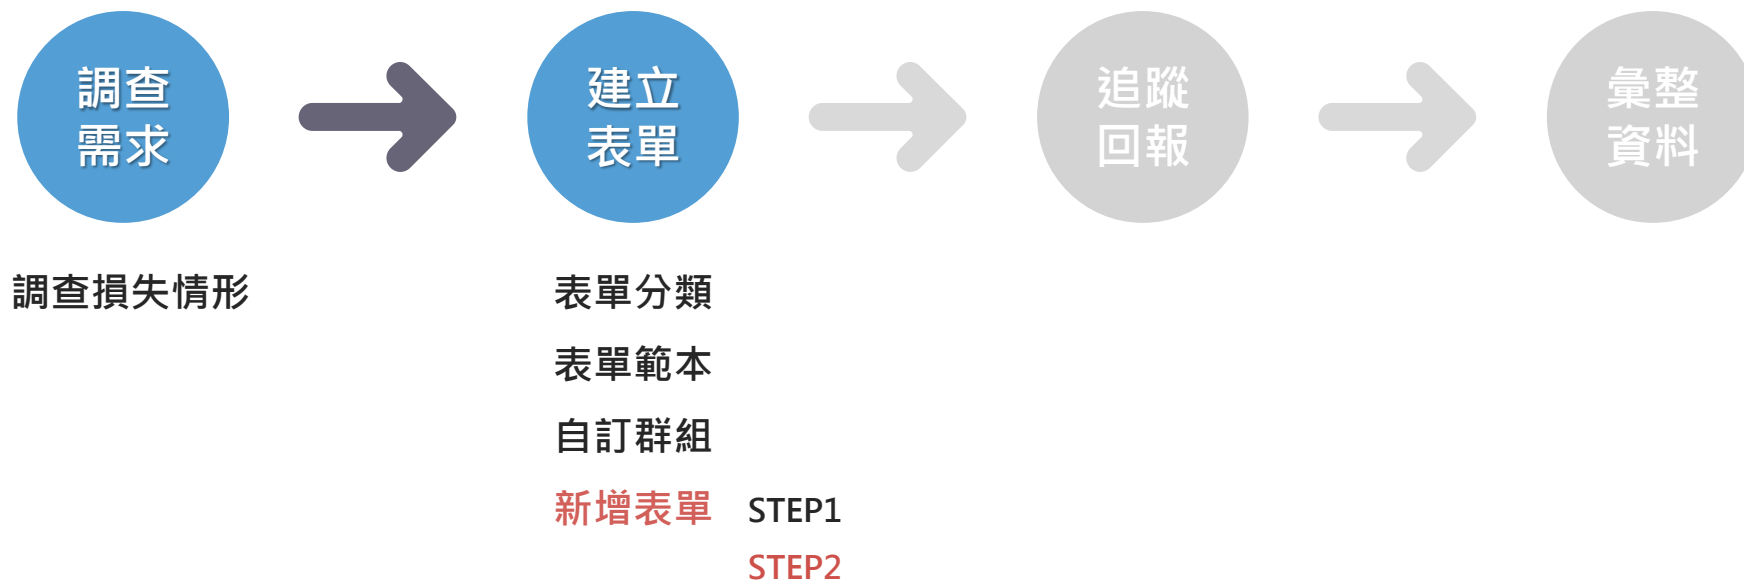 調查
需求
建立
表單
追蹤
回報
彙整
資料
調查損失情形
表單分類
表單範本
自訂群組
新增表單 STEP1
STEP2